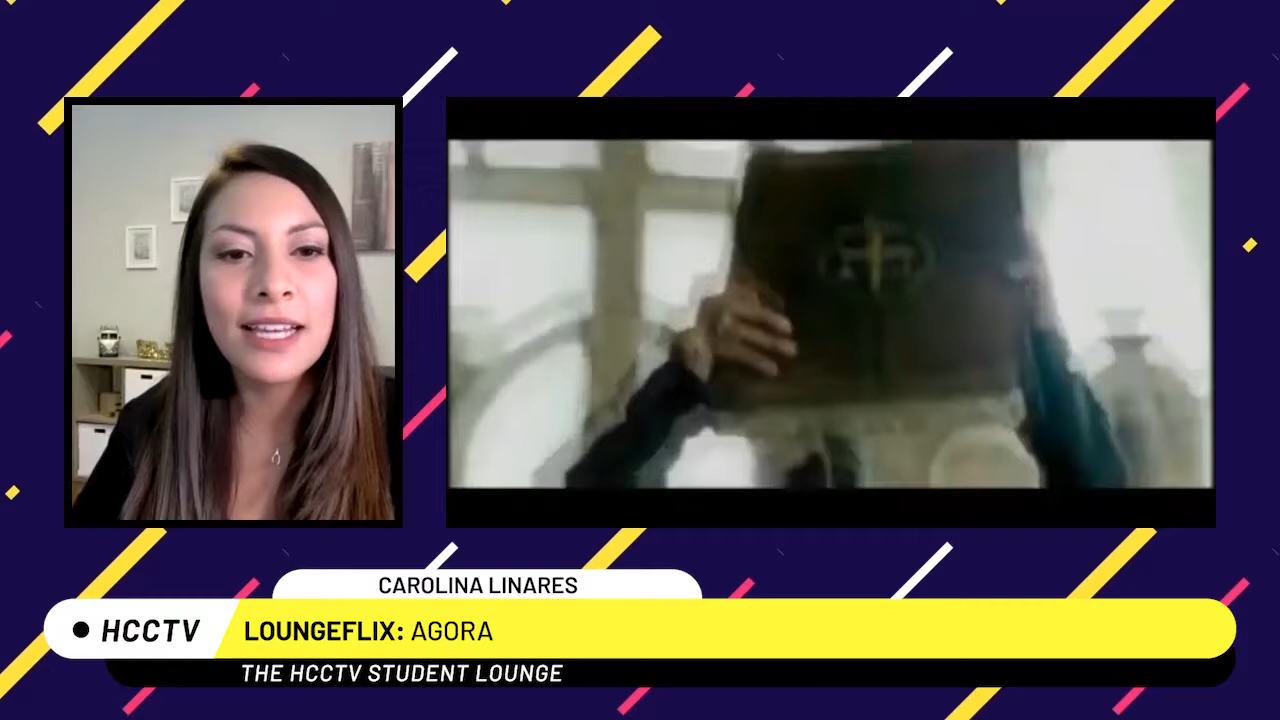 CAROLINA LINARES
HCCTV
LOUNGEFLIX: AGORA
THE HCCTV STUDENT LOUNGE